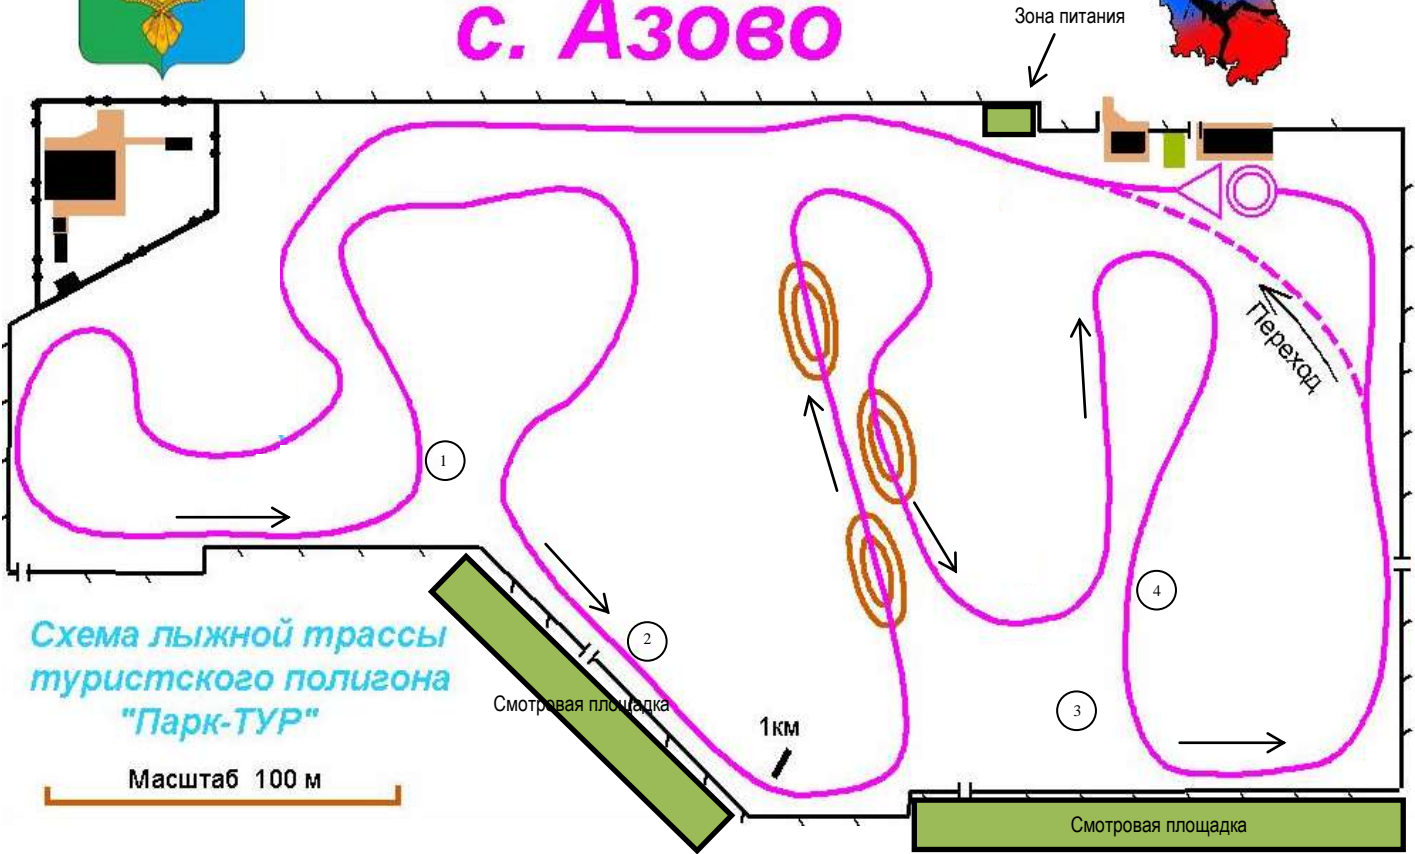 с. Азово
Зона питания
Переход
1
2
3
4
1км
Схема лыжной трассы
туристского полигона
"Парк-ТУР"
Масштаб 100 м
Смотровая площадка
Смотровая площадка